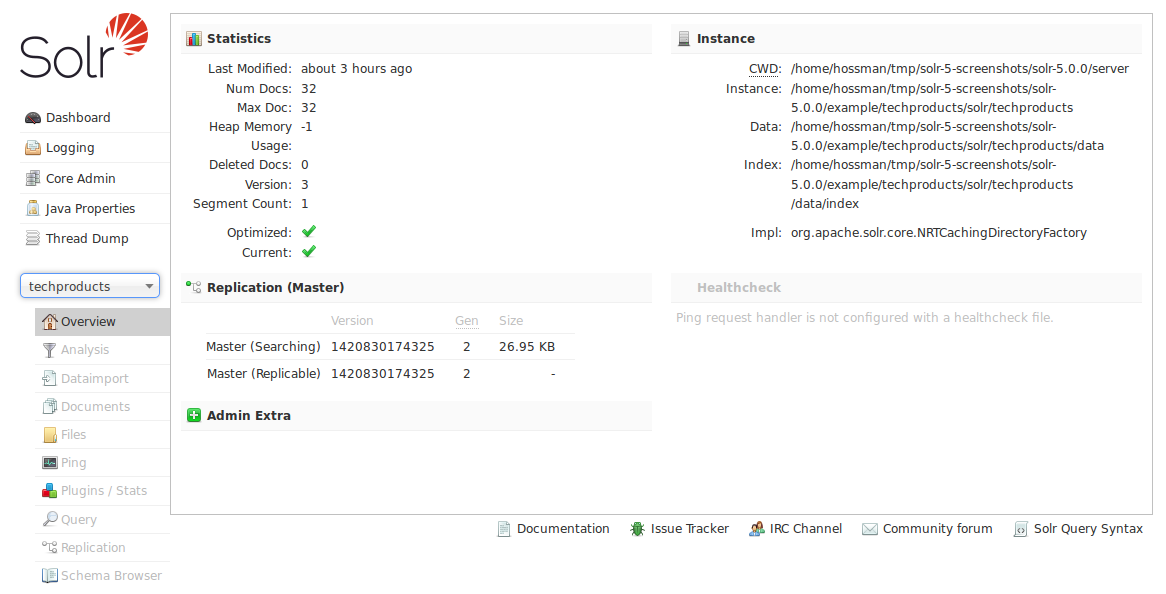 Solr
Dashboard
Logging
Core Admin
Java Properties
Thread Dump
techproducts
Overview
Analysis
Dataimport
Documents
Files
Ping
Plugins / Stats
Query
Replication
Schema Browser
Statistics
Last Modified: about 3 hours ago
Num Docs: 32
Max Doc: 32
Heap Memory -1
Usage:
Deleted Docs: 0
Version: 3
Segment Count: 1
Optimized:
Current:
Instance
CWD: /home/hossman/tmp/solr-5-screenshots/solr-5.0.0/server
Instance: /home/hossman/tmp/solr-5-screenshots/solr-
5.0.0/example/techproducts/solr/techproducts
Data: /home/hossman/tmp/solr-5-screenshots/solr-
5.0.0/example/techproducts/solr/techproducts/data
Index: /home/hossman/tmp/solr-5-screenshots/solr-
5.0.0/example/techproducts/solr/techproducts
/data/index
Impl: org.apache.solr.core.NRTCachingDirectoryFactory
Replication (Master)
Version Gen Size
Master (Searching) 1420830174325 2 26.95 KB
Master (Replicable) 1420830174325 2 -
Healthcheck
Ping request handler is not configured with a healthcheck file.
Admin Extra
Documentation Issue Tracker IRC Channel Community forum Solr Query Syntax